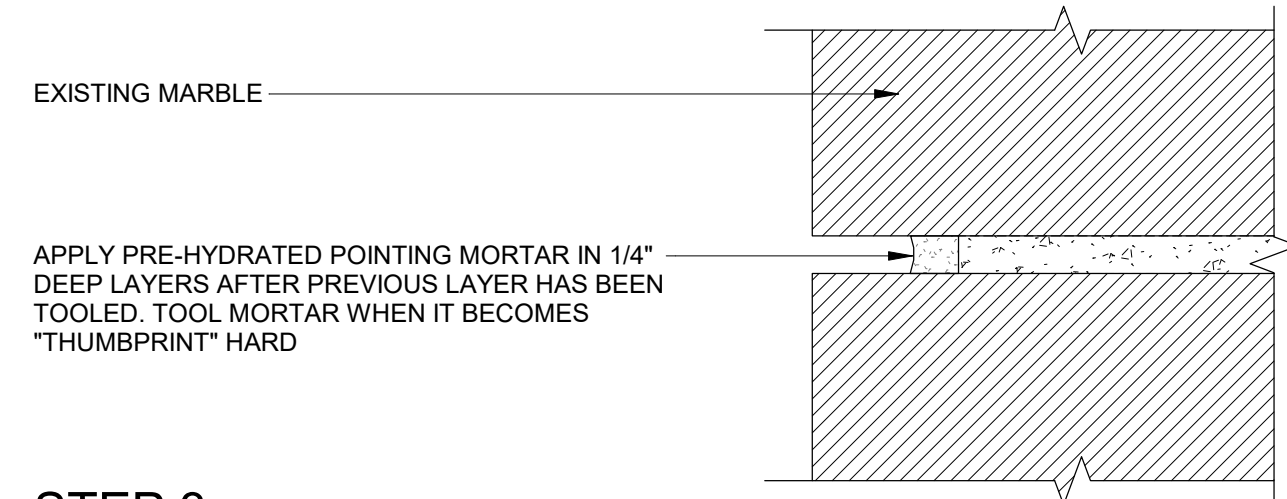 EXISTING MARBLE
APPLY PRE-HYDRATED POINTING MORTAR IN 1/4"
DEEP LAYERS AFTER PREVIOUS LAYER HAS BEEN
TOOLED. TOOL MORTAR WHEN IT BECOMES
"THUMBPRINT" HARD
STEP